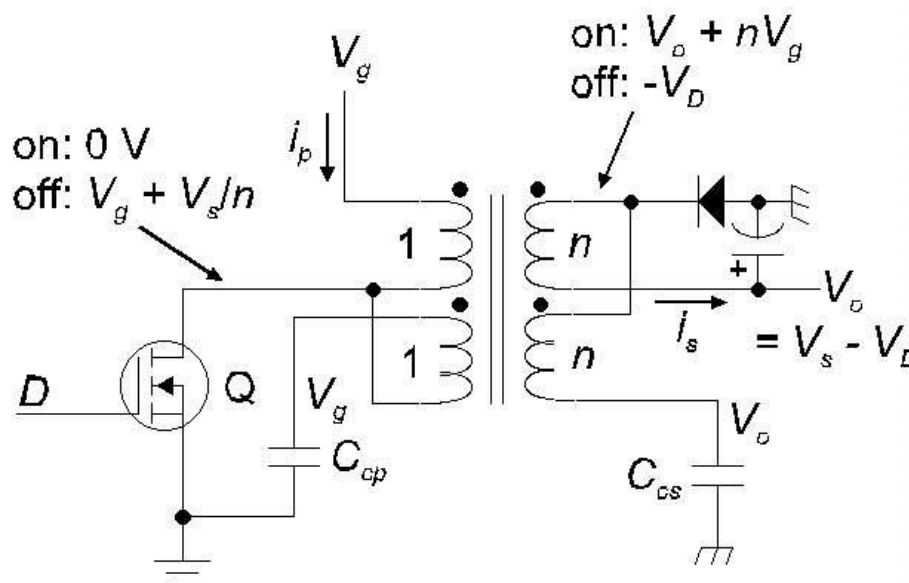 on: V_o + nV_g
off: -V_D
V_g
on: 0 V
off: V_g + V_s/n
i_p
1
n
+
V_o
i_s
= V_s - V_D
1
n
D
Q
V_g
V_o
C_cp
C_cs